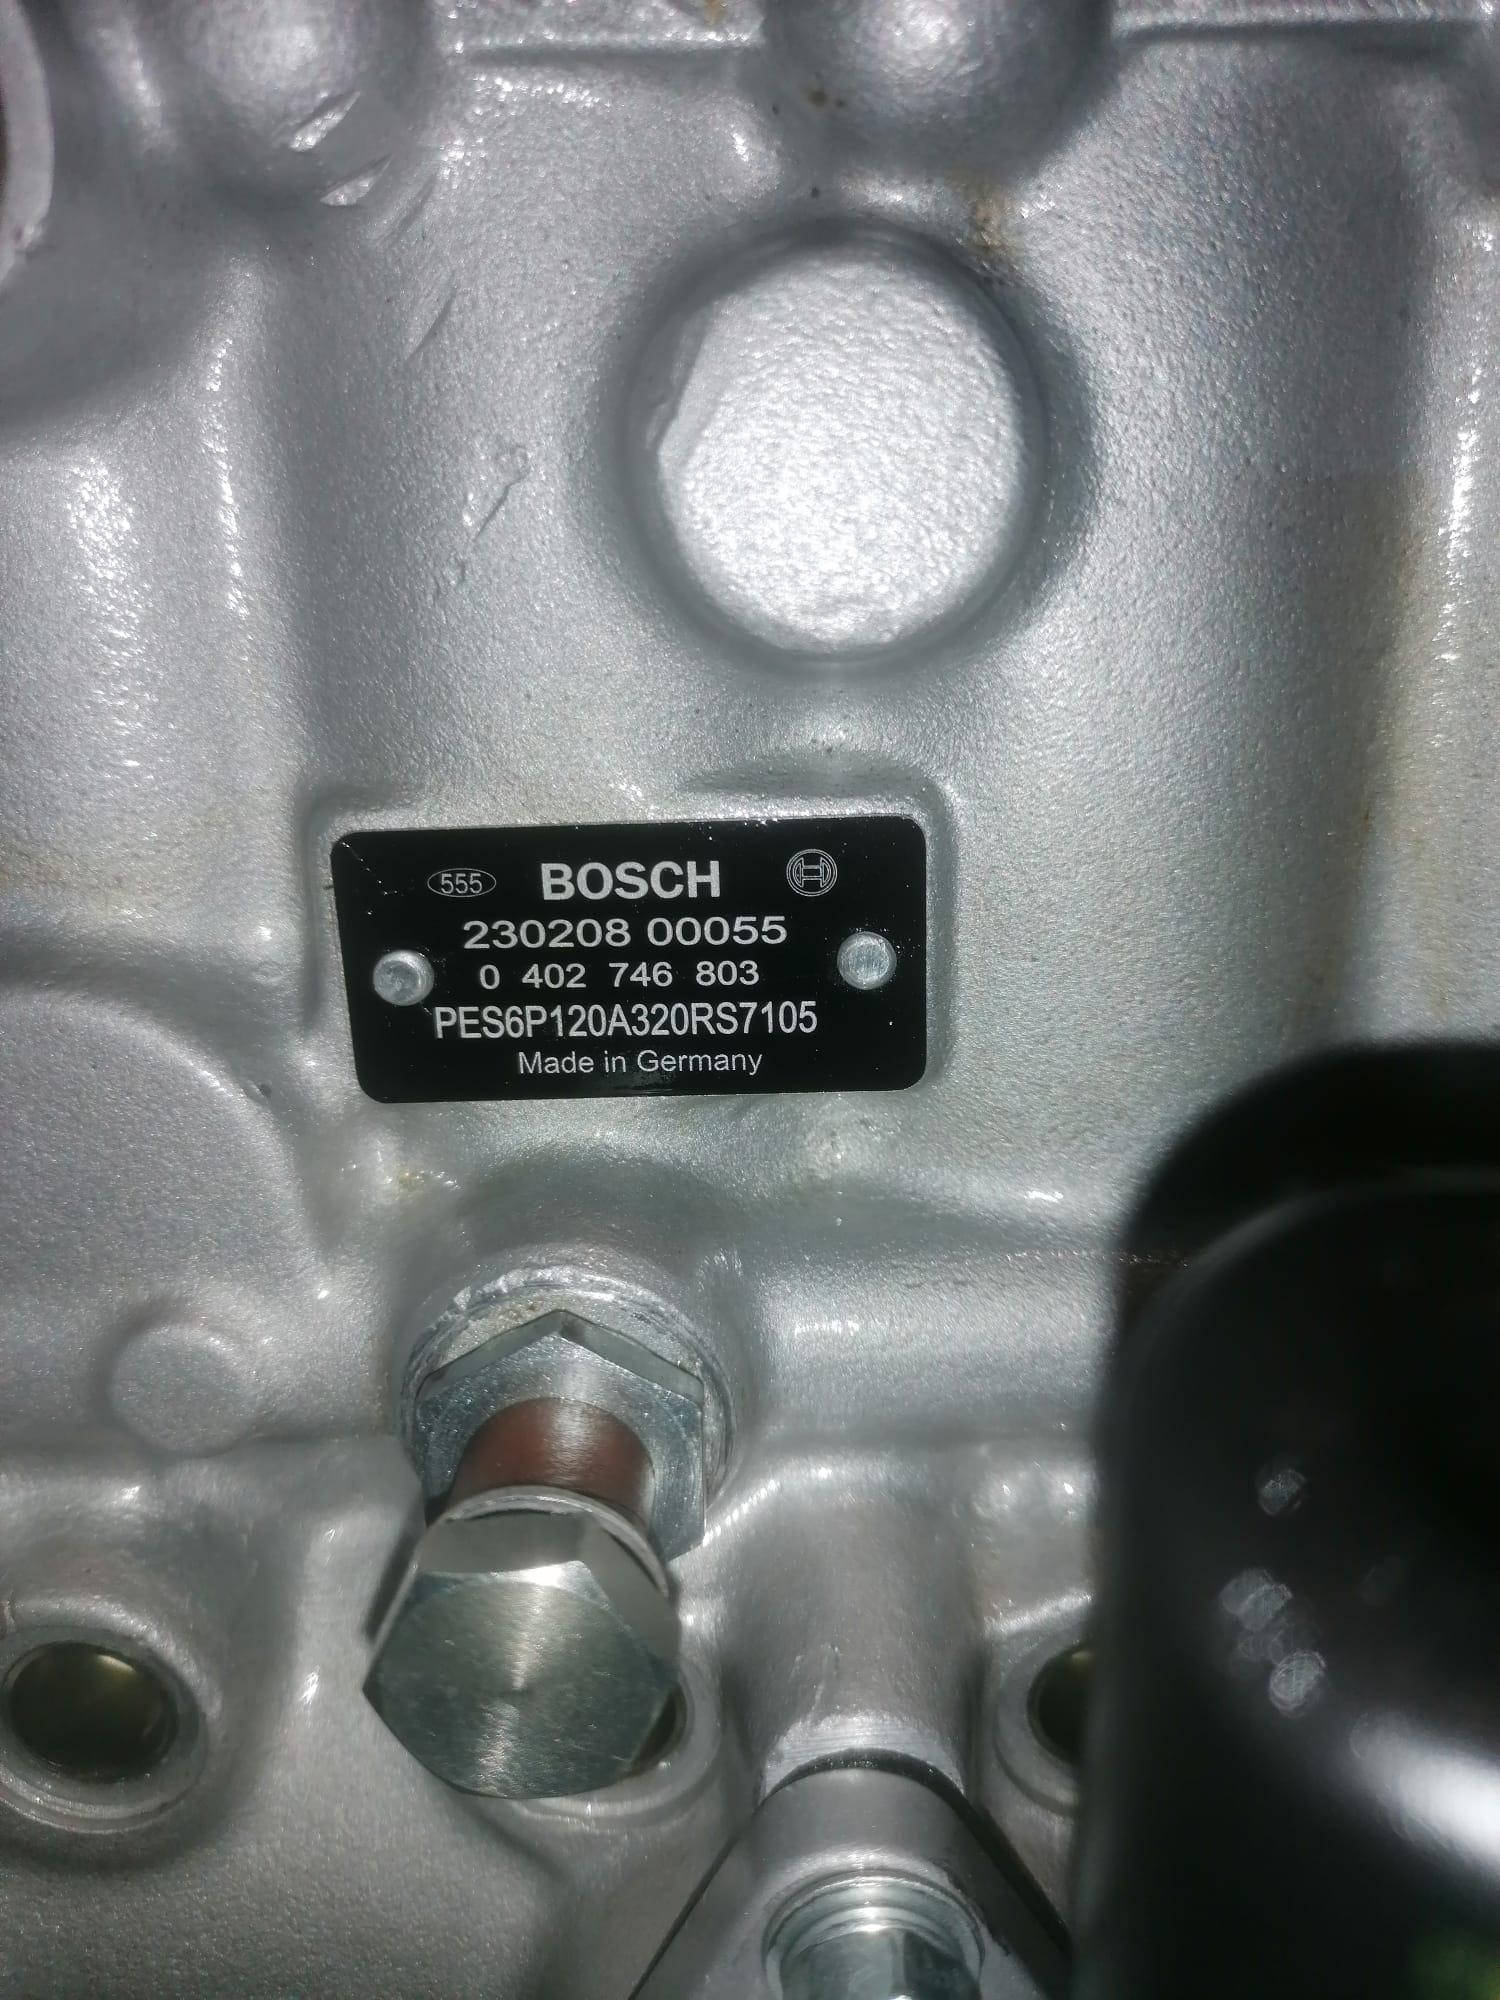 555 BOSCH
230208 00055
0 402 746 803
PES6P120A320RS7105
Made in Germany